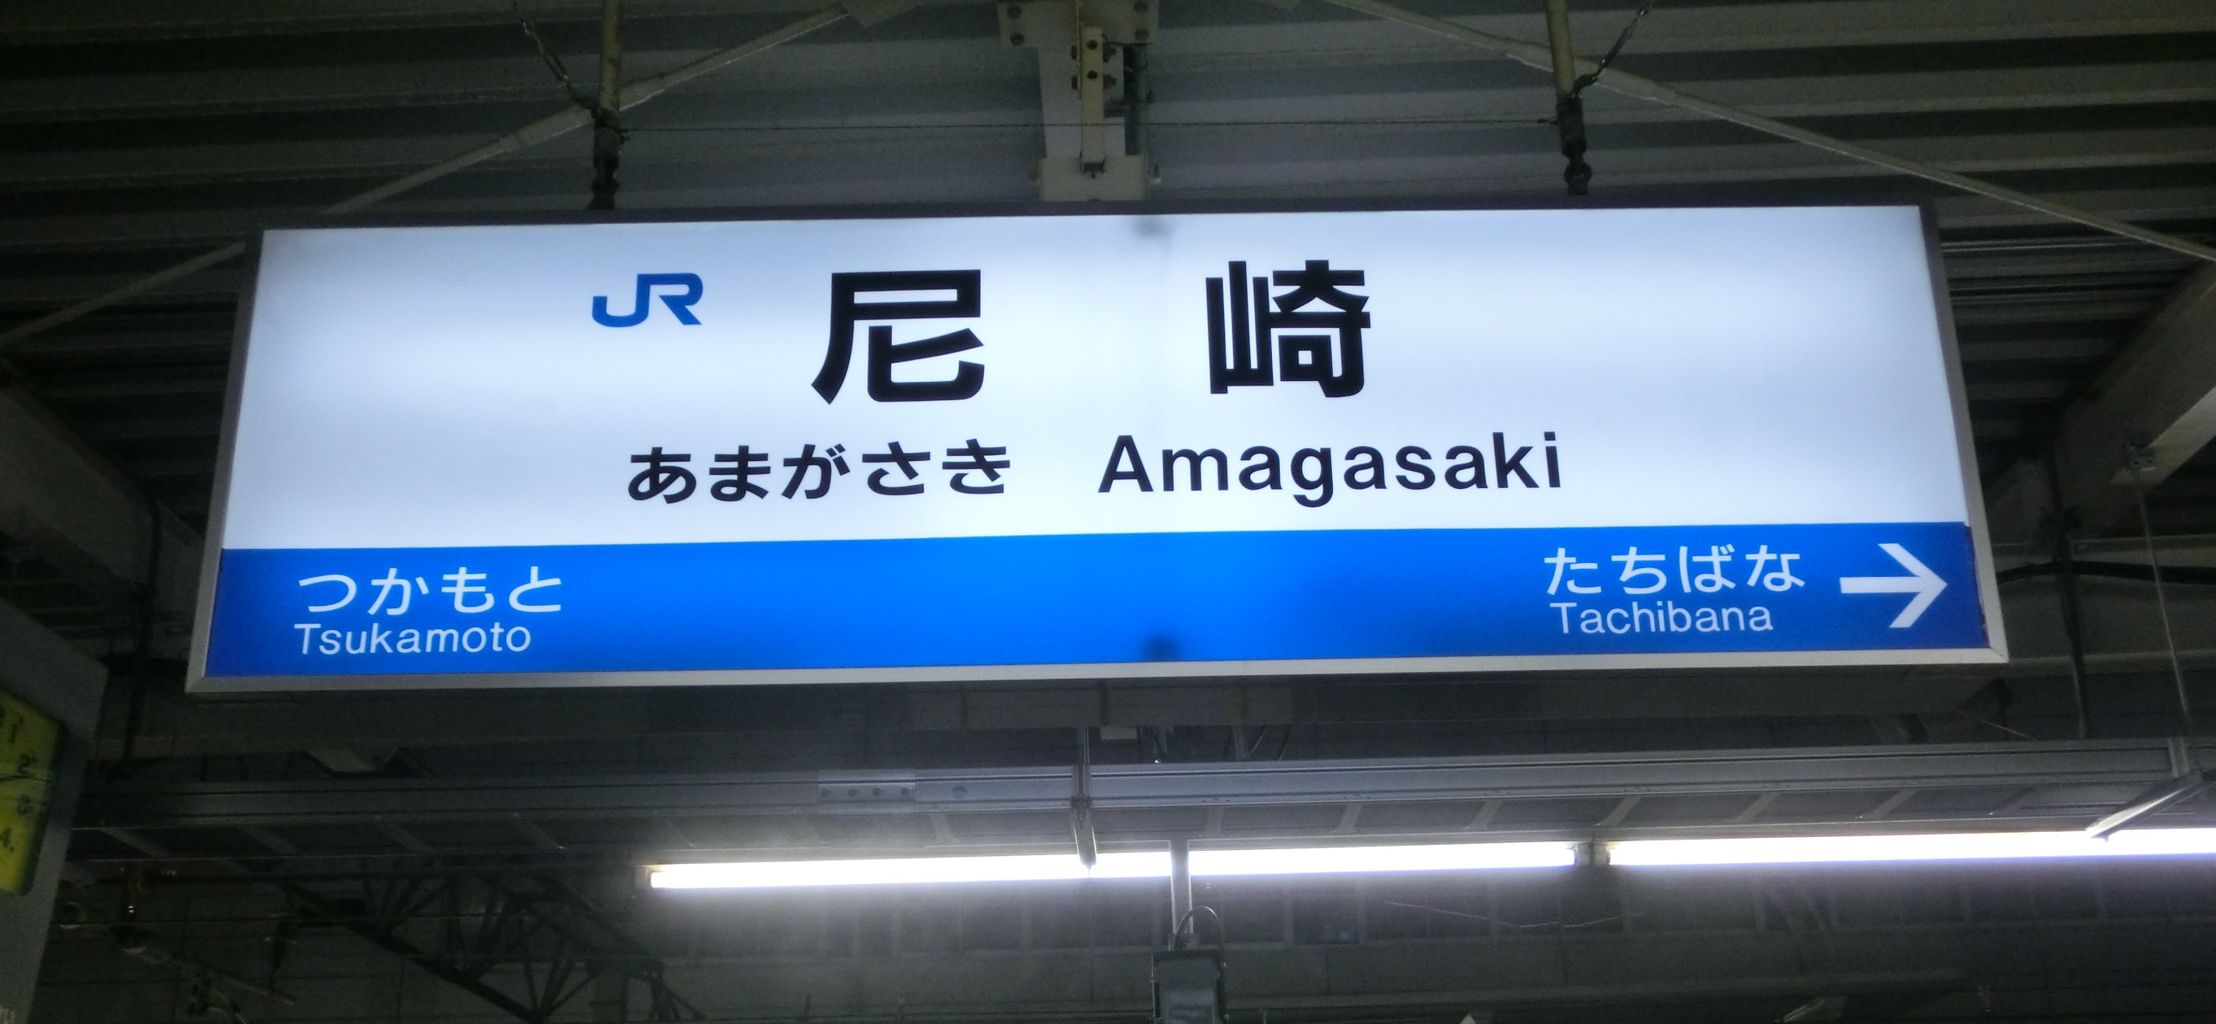 JR 尼崎
あまがさき Amagasaki
つかもと
Tsukamoto
たちばな →
Tachibana